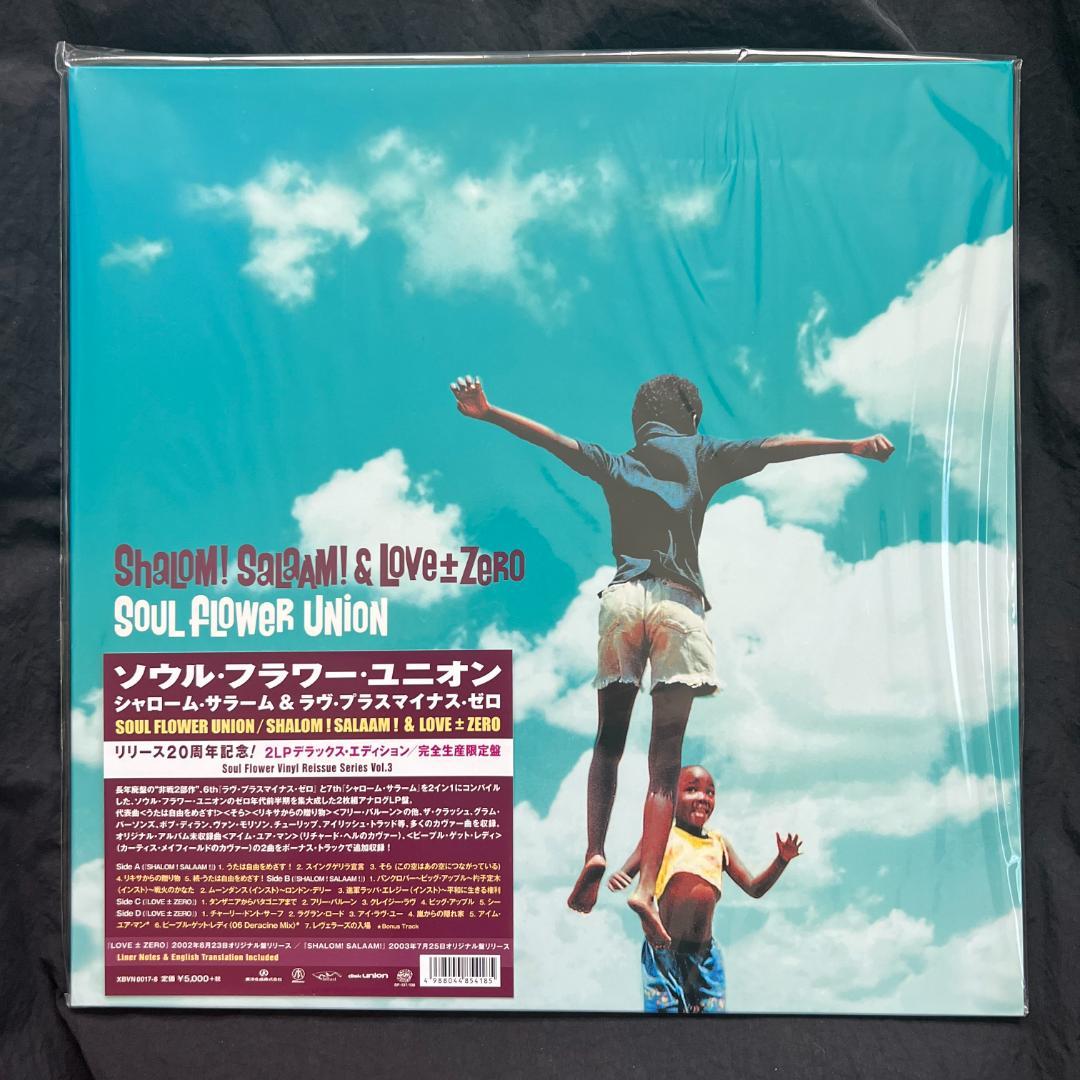 SHALOM! SALAAM! & LOVE±ZERO
SOUL FLOWER UNION
ソウル・フラワー・ユニオン
シャローム・サラーム & ラヴ・プラスマイナス・ゼロ
SOUL FLOWER UNION / SHALOM ! SALAAM ! & LOVE ± ZERO
リリース20周年記念! 2LPデラックス・エディション/完全生産限定盤
Soul Flower Vinyl Reissue Series Vol.3
長年廃盤の"非戦2部作"、6th『ラヴ・プラスマイナス・ゼロ』と7th『シャローム・サラーム』を2イン1にコンパイル
した、ソウル・フラワー・ユニオンのゼロ年代前半期を集大成した2枚組アナログLP盤。
代表曲<うたは自由をめざす!><そら><リキサからの贈り物><フリー・バルーン>の他、ザ・クラッシュ、グラム・
パーソンズ、ボブ・ディラン、ヴァン・モリソン、チューリップ、アイリッシュ・トラッド等、多くのカヴァー曲を収録。
オリジナル・アルバム未収録曲<アイム・ユア・マン>(リチャード・ヘルのカヴァー)、<ピープル・ゲット・レディ>
(カーティス・メイフィールドのカヴァー)の2曲をボーナス・トラックで追加収録!
Side A (『SHALOM ! SALAAM !』) 1. うたは自由をめざす! 2. スイングゲリラ宣言 3. そら (この空はあの空につながっている)
4. リキサからの贈り物 5. 続・うたは自由をめざす! Side B (『SHALOM ! SALAAM !』) 1. パンクロバー~ビッグ・アップル~杓子定木
(インスト)~戦火のかなた 2. ムーンダンス(インスト)~ロンドン・デリー 3. 進軍ラッパ・エレジー(インスト)~平和に生きる権利
Side C (『LOVE ± ZERO』) 1. タンザニアからパタゴニアまで 2. フリー・バルーン 3. クレイジー・ラヴ 4. ビッグ・アップル 5. シー
Side D (『LOVE ± ZERO』) 1. チャーリー・ドント・サーフ 2. ラグラン・ロード 3. アイ・ラヴ・ユー 4. 嵐からの隠れ家 5. アイム・
ユア・マン* 6. ピープル・ゲット・レディ (06 Deracine Mix)* 7. レヴェラーズの入場 ★Bonus Track
『LOVE ± ZERO』 2002年6月23日オリジナル盤リリース / 『SHALOM! SALAAM!』 2003年7月25日オリジナル盤リリース
Liner Notes & English Translation Included
XBVN 0017-8 定価 ¥5,000+税
disk union
4 988044 854185